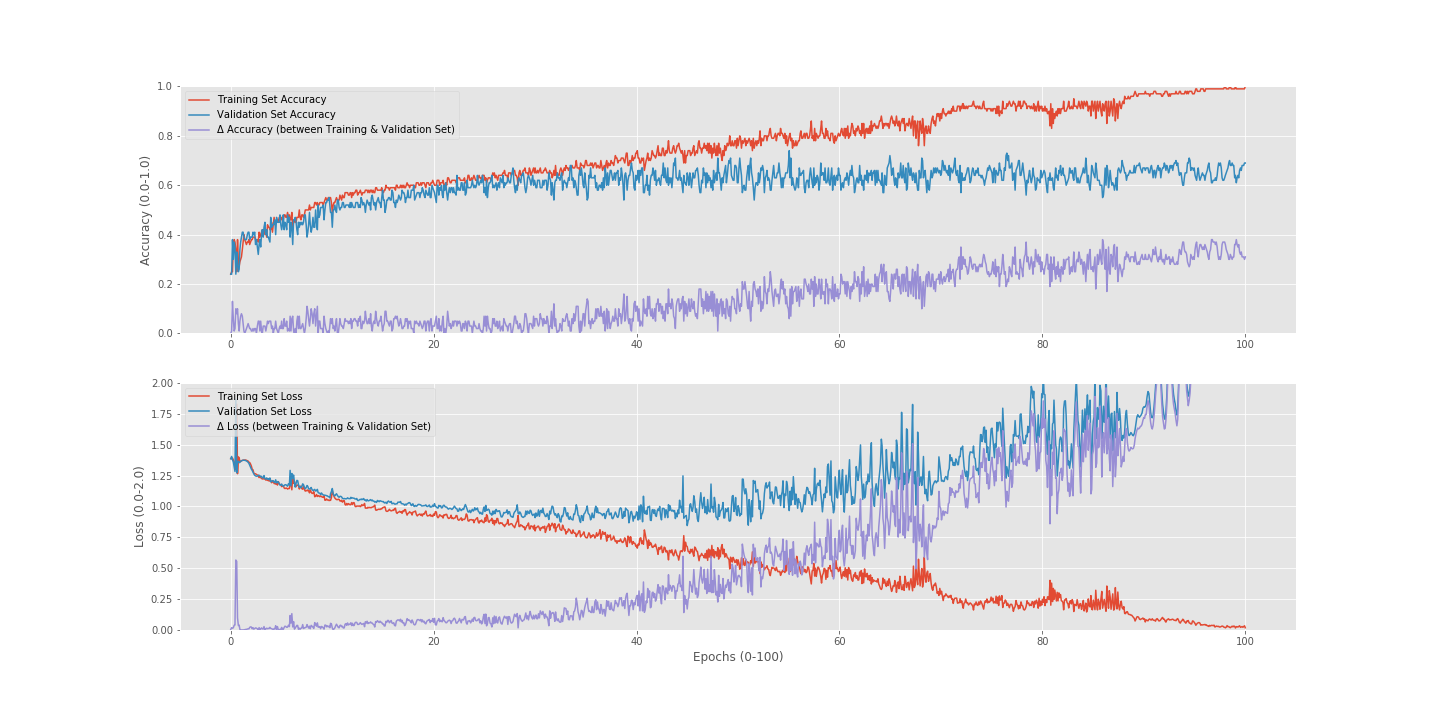 1.0
0.8
0.6
0.4
0.2
0.0
Accuracy (0.0-1.0)
Training Set Accuracy
Validation Set Accuracy
Δ Accuracy (between Training & Validation Set)
0 20 40 60 80 100
2.00
1.75
1.50
1.25
1.00
0.75
0.50
0.25
0.00
Loss (0.0-2.0)
Training Set Loss
Validation Set Loss
Δ Loss (between Training & Validation Set)
0 20 40 60 80 100
Epochs (0-100)